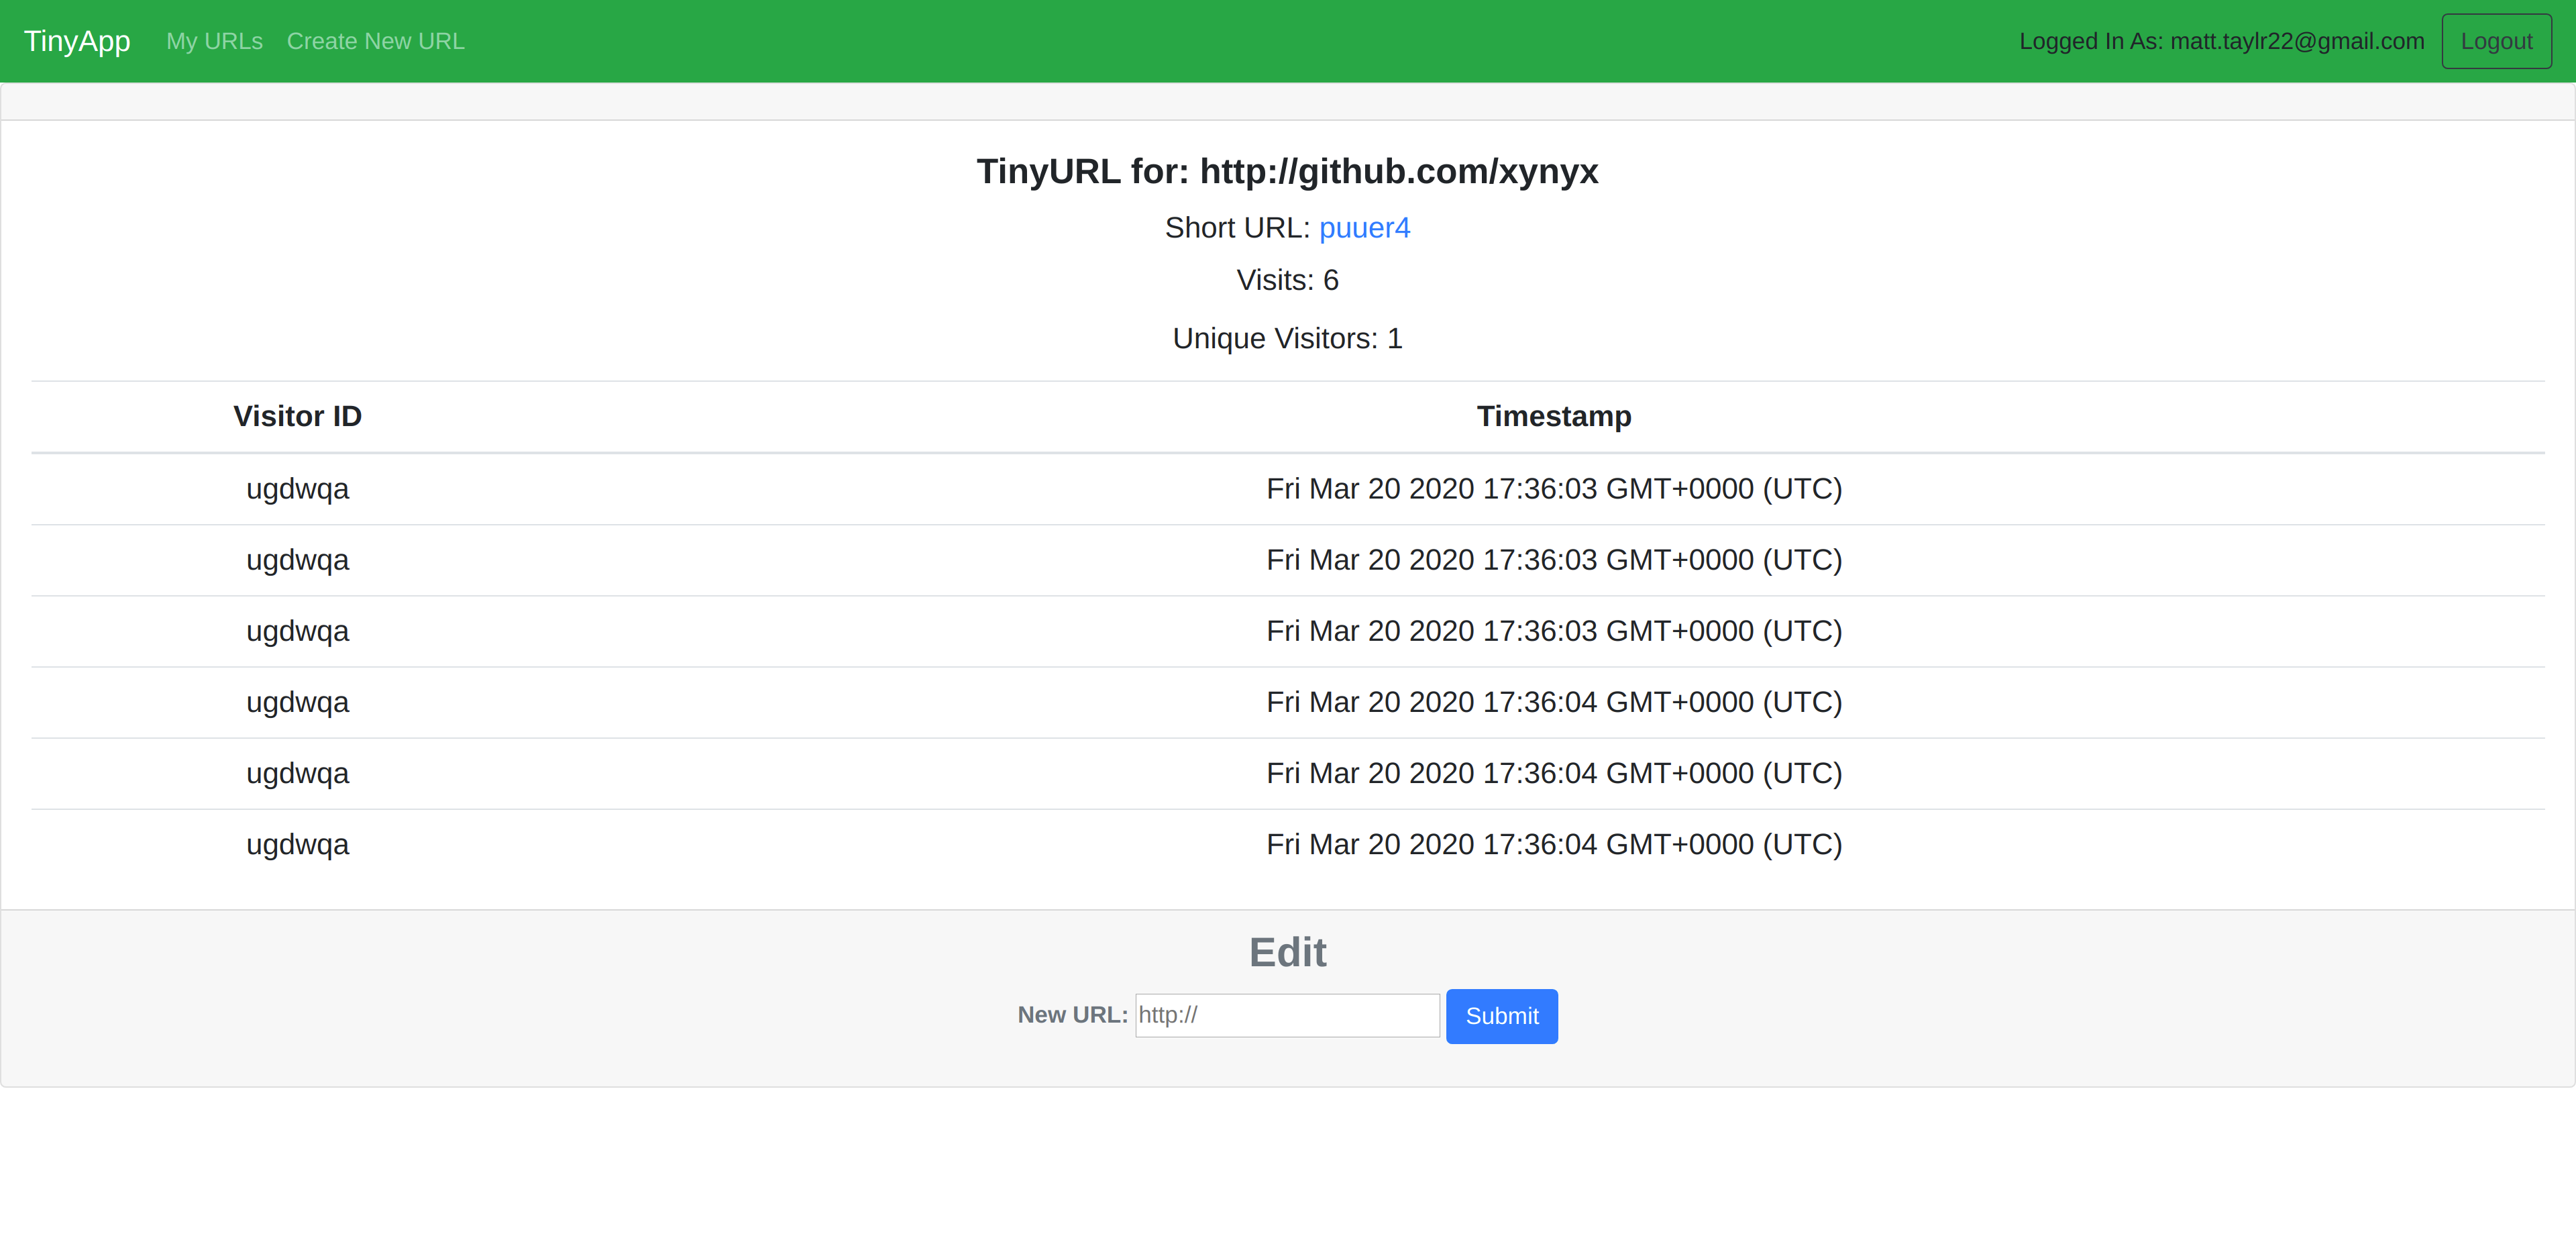 TinyApp My URLs Create New URL Logged In As: matt.taylr22@gmail.com Logout
TinyURL for: http://github.com/xynyx
Short URL: puuer4
Visits: 6
Unique Visitors: 1
Visitor ID Timestamp
ugdwqa Fri Mar 20 2020 17:36:03 GMT+0000 (UTC)
ugdwqa Fri Mar 20 2020 17:36:03 GMT+0000 (UTC)
ugdwqa Fri Mar 20 2020 17:36:03 GMT+0000 (UTC)
ugdwqa Fri Mar 20 2020 17:36:04 GMT+0000 (UTC)
ugdwqa Fri Mar 20 2020 17:36:04 GMT+0000 (UTC)
ugdwqa Fri Mar 20 2020 17:36:04 GMT+0000 (UTC)
Edit
New URL: http:// Submit